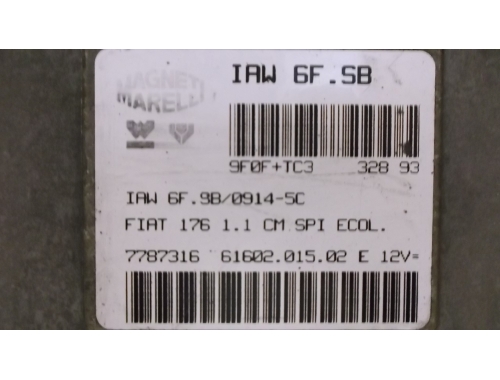 MAGNETI
MARELLI
IAW 6F.SB
9F0F+TC3 328 93
IAW 6F.9B/0914-5C
FIAT 176 1.1 CM SPI ECOL.
7787316 61602.015.02 E 12V=